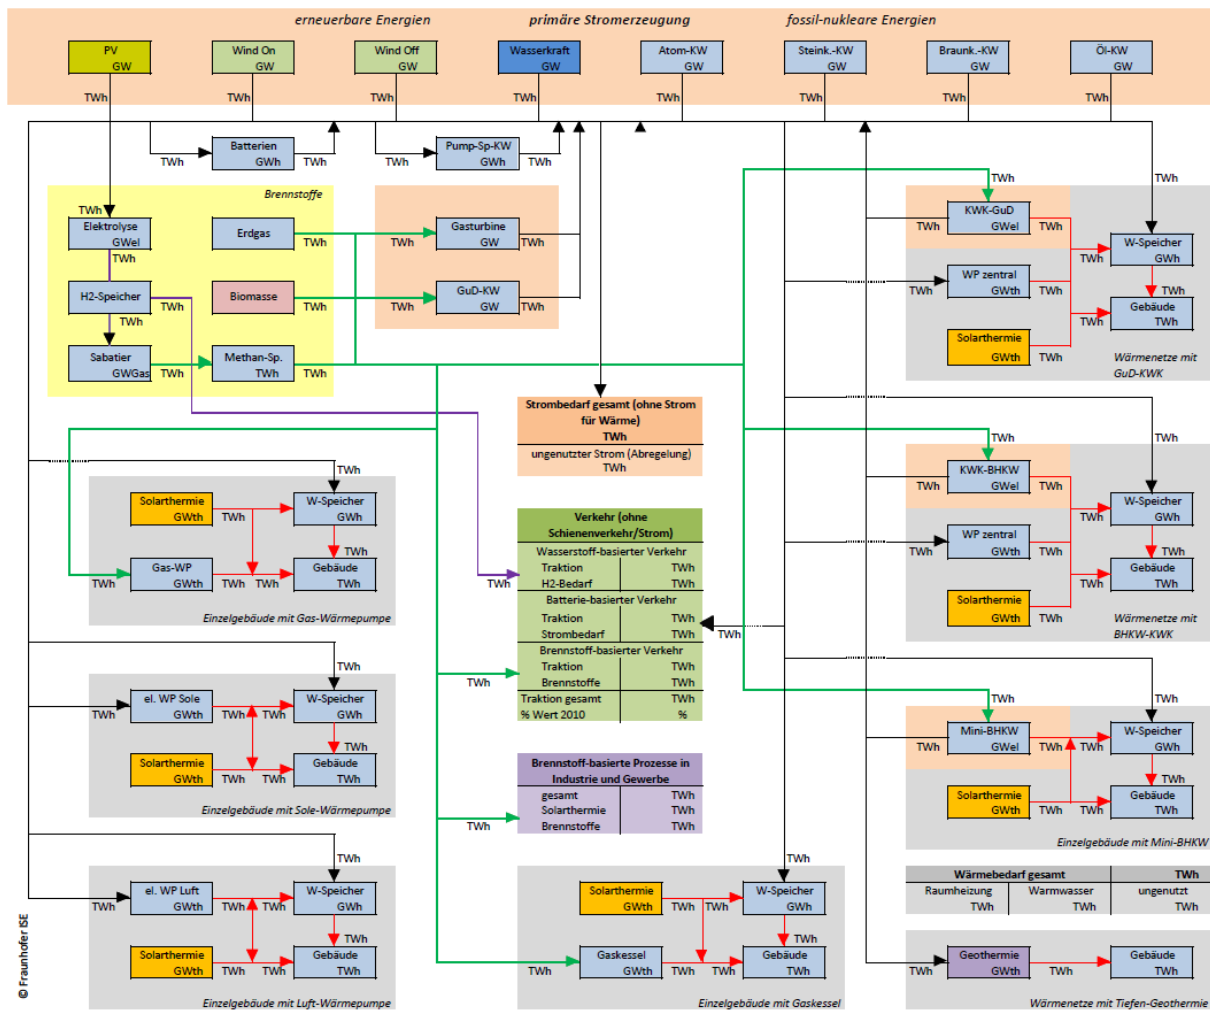 erneuerbare Energien primäre Stromerzeugung fossil-nukleare Energien
PV Wind On Wind Off Wasserkraft Atom-KW Steink.-KW Braunk.-KW Öl-KW
GW GW GW GW GW GW GW GW
TWh TWh TWh TWh TWh TWh TWh TWh
Batterien Pump-Sp-KW
TWh GWh TWh TWh GWh TWh
Brennstoffe
TWh
Elektrolyse
GWel
TWh
Erdgas
TWh
H2-Speicher
TWh
TWh
Biomasse
TWh
Sabatier
GWGas
TWh
Methan-Sp.
TWh
TWh
TWh
Gasturbine
GW
TWh
TWh
GuD-KW
GW
TWh
TWh
TWh
KWK-GuD
GWel
TWh
TWh
TWh
W-Speicher
GWh
TWh
WP zentral
GWth
TWh
TWh
TWh
TWh
Gebäude
TWh
Solarthermie
GWth
TWh
Wärmenetze mit
GuD-KWK
Strombedarf gesamt (ohne Strom
für Wärme)
TWh
ungenutzter Strom (Abregelung)
TWh
TWh
TWh
KWK-BHKW
GWel
TWh
TWh
TWh
W-Speicher
GWh
TWh
WP zentral
GWth
TWh
TWh
TWh
TWh
Gebäude
TWh
Solarthermie
GWth
TWh
Wärmenetze mit
BHKW-KWK
TWh
Solarthermie
GWth
TWh
TWh
W-Speicher
GWh
TWh
TWh
Gas-WP
GWth
TWh
TWh
Gebäude
TWh
Einzelgebäude mit Gas-Wärmepumpe
Verkehr (ohne
Schienenverkehr/Strom)
Wasserstoff-basierter Verkehr
Traktion TWh
TWh H2-Bedarf TWh
Batterie-basierter Verkehr
Traktion TWh
Strombedarf TWh TWh
Brennstoff-basierter Verkehr
Traktion TWh
TWh Brennstoffe TWh
Traktion gesamt TWh
% Wert 2010 %
TWh
TWh
el. WP Sole
GWth
TWh
TWh
W-Speicher
GWh
TWh
Solarthermie
GWth
TWh
TWh
Gebäude
TWh
Einzelgebäude mit Sole-Wärmepumpe
TWh
TWh
Mini-BHKW
GWel
TWh
TWh
TWh
W-Speicher
GWh
TWh
Solarthermie
GWth
TWh
TWh
Gebäude
TWh
Einzelgebäude mit Mini-BHKW
Brennstoff-basierte Prozesse in
Industrie und Gewerbe
gesamt TWh
Solarthermie TWh
TWh Brennstoffe TWh
TWh
TWh
el. WP Luft
GWth
TWh
TWh
W-Speicher
GWh
TWh
Solarthermie
GWth
TWh
TWh
Gebäude
TWh
Einzelgebäude mit Luft-Wärmepumpe
TWh
Solarthermie
GWth
TWh
TWh
W-Speicher
GWh
TWh
TWh
Gaskessel
GWth
TWh
TWh
Gebäude
TWh
Einzelgebäude mit Gaskessel
Wärmebedarf gesamt TWh
Raumheizung Warmwasser ungenutzt
TWh TWh TWh
TWh
Geothermie
GWth
TWh
Gebäude
TWh
Wärmenetze mit Tiefen-Geothermie
© Fraunhofer ISE